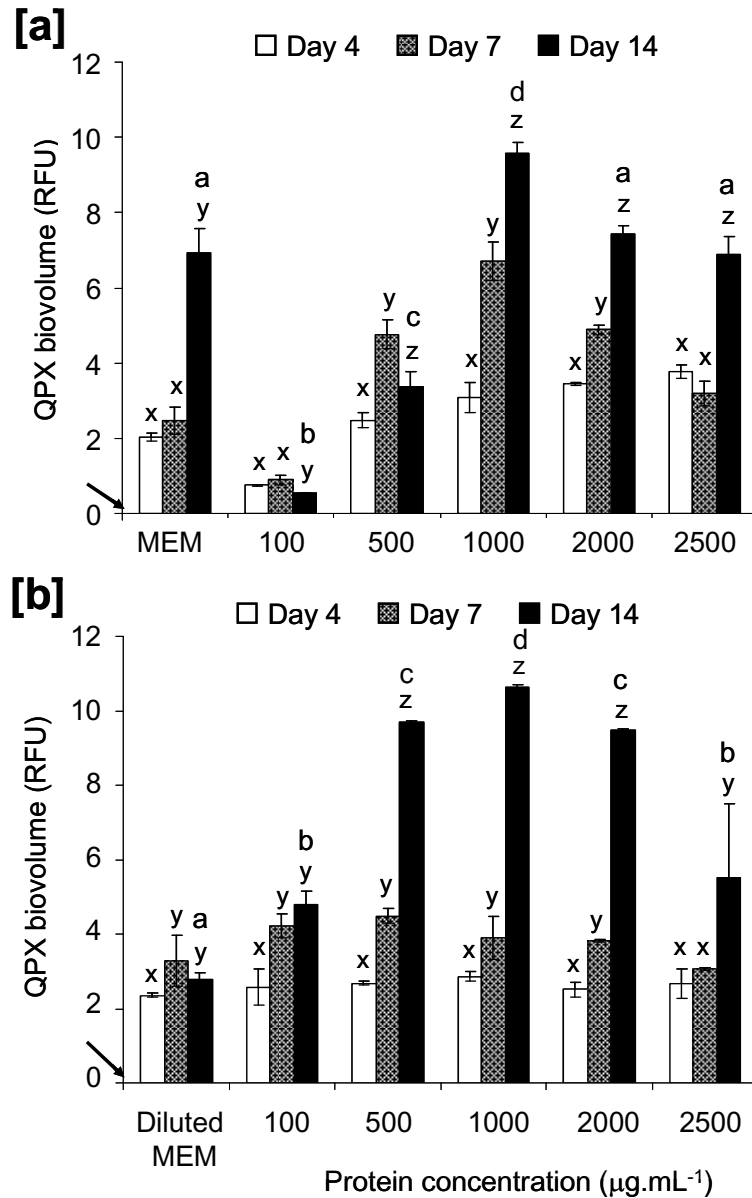 [a]
Day 4 Day 7 Day 14
QPX biovolume (RFU)
12
10
8
6
4
2
0
x x y a
x x y b
x y z c
x y z d
x y z a
x x z a
MEM 100 500 1000 2000 2500
[b]
Day 4 Day 7 Day 14
QPX biovolume (RFU)
12
10
8
6
4
2
0
x y y a
x y y b
x y z c
x y z d
x y z c
x x y b
Diluted MEM 100 500 1000 2000 2500
Protein concentration (μg.mL⁻¹)